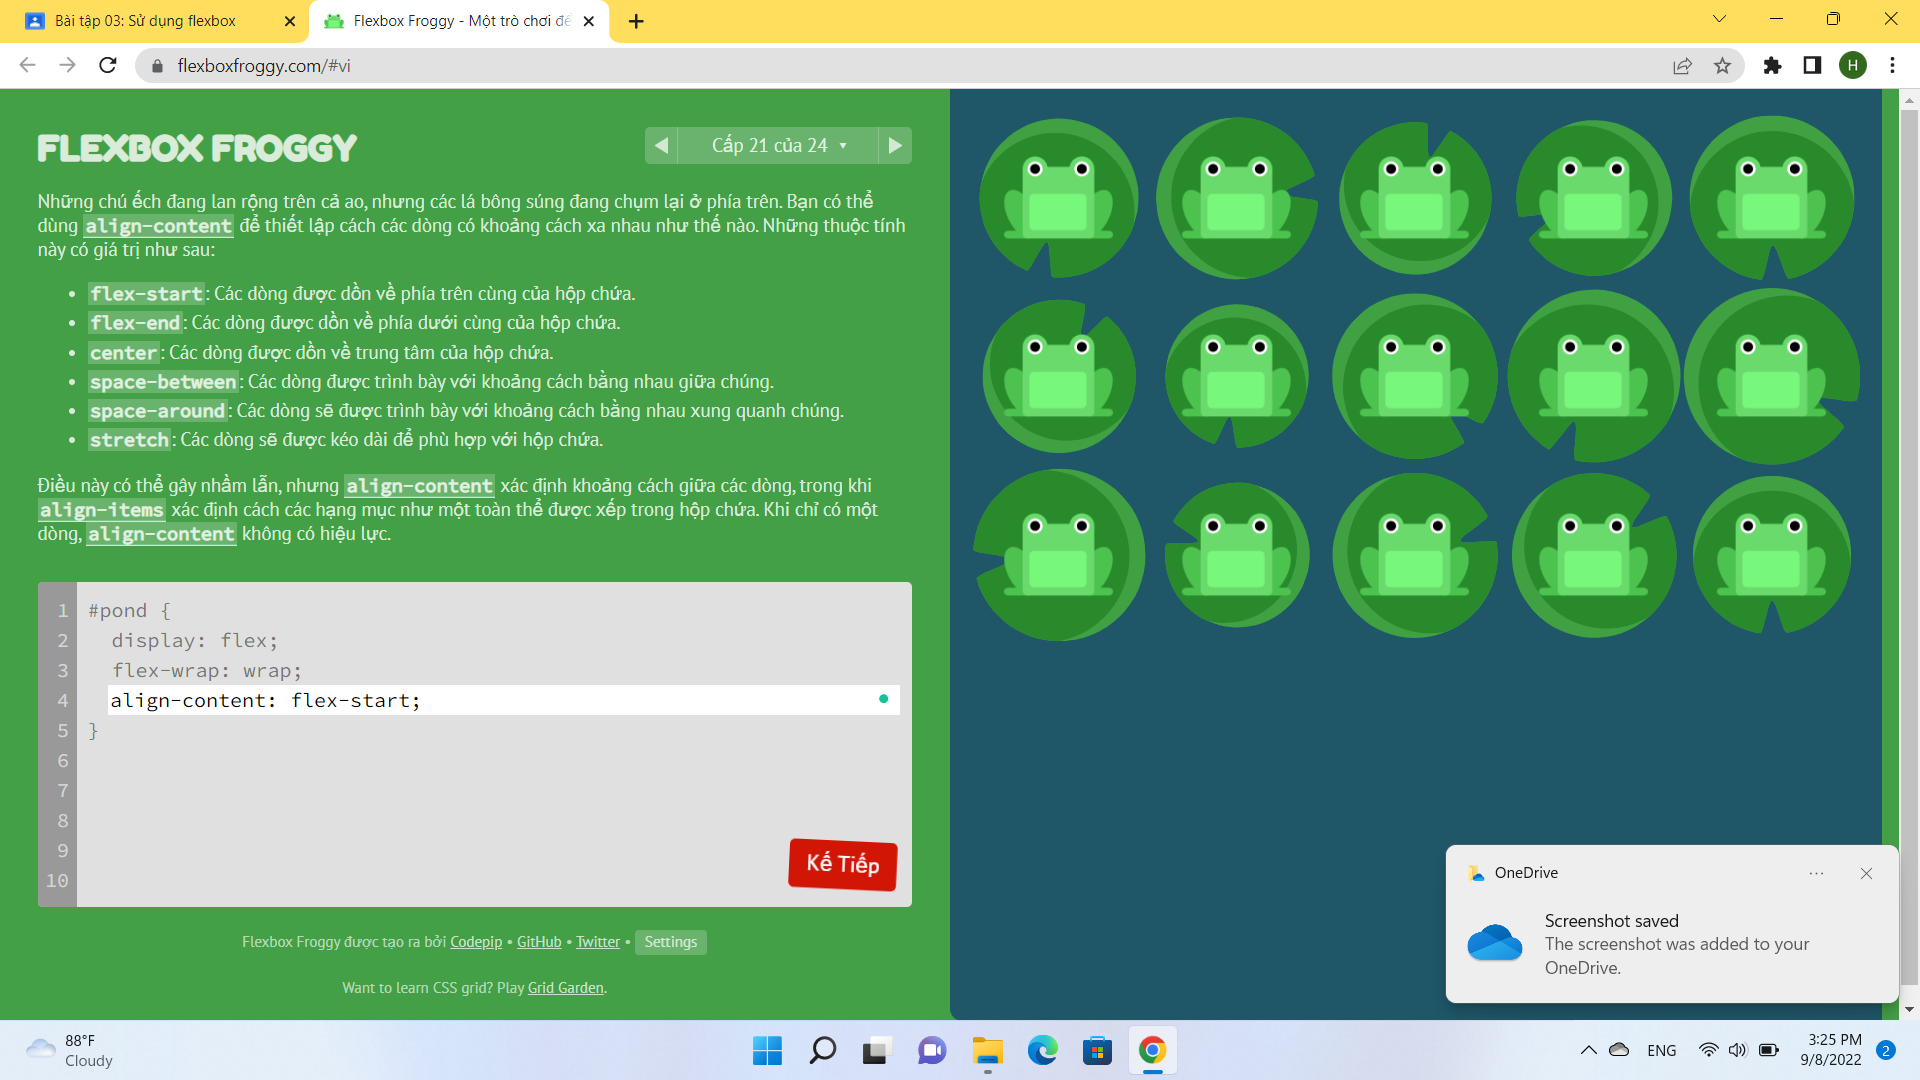 Bài tập 03: Sử dụng flexbox
Flexbox Froggy - Một trò chơi để
flexboxfroggy.com/#vi
H
FLEXBOX FROGGY
Cấp 21 của 24
Những chú ếch đang lan rộng trên cả ao, nhưng các lá bông súng đang chụm lại ở phía trên. Bạn có thể
dùng align-content để thiết lập cách các dòng có khoảng cách xa nhau như thế nào. Những thuộc tính
này có giá trị như sau:
• flex-start: Các dòng được dồn về phía trên cùng của hộp chứa.
• flex-end: Các dòng được dồn về phía dưới cùng của hộp chứa.
• center: Các dòng được dồn về trung tâm của hộp chứa.
• space-between: Các dòng được trình bày với khoảng cách bằng nhau giữa chúng.
• space-around: Các dòng sẽ được trình bày với khoảng cách bằng nhau xung quanh chúng.
• stretch: Các dòng sẽ được kéo dài để phù hợp với hộp chứa.
Điều này có thể gây nhầm lẫn, nhưng align-content xác định khoảng cách giữa các dòng, trong khi
align-items xác định cách các hạng mục như một toàn thể được xếp trong hộp chứa. Khi chỉ có một
dòng, align-content không có hiệu lực.
1 #pond {
2 display: flex;
3 flex-wrap: wrap;
4 align-content: flex-start;
5 }
6
7
8
9
10
Kế Tiếp
Flexbox Froggy được tạo ra bởi Codepip • GitHub • Twitter • Settings
Want to learn CSS grid? Play Grid Garden.
OneDrive
Screenshot saved
The screenshot was added to your
OneDrive.
88°F
Cloudy
ENG
3:25 PM
9/8/2022
2